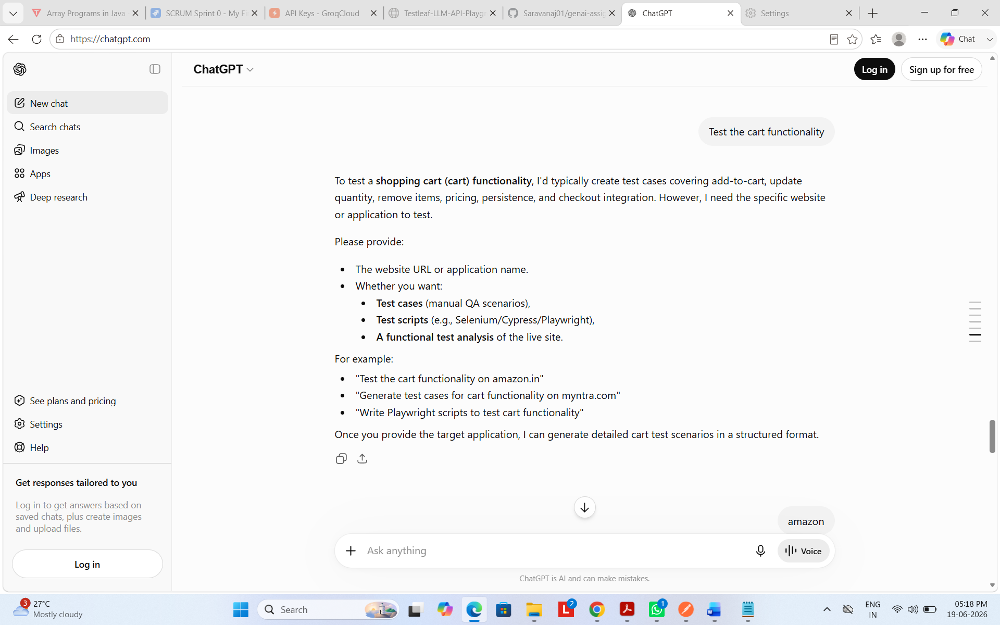 Array Programs in Java
SCRUM Sprint 0 - My Fi
API Keys - GroqCloud
Testleaf-LLM-API-Playgr
Saravanaj01/genai-assig
ChatGPT
Settings
https://chatgpt.com
Chat
ChatGPT
Log in
Sign up for free
New chat
Search chats
Images
Apps
Deep research
See plans and pricing
Settings
Help
Get responses tailored to you
Log in to get answers based on
saved chats, plus create images
and upload files.
Log in
Test the cart functionality
To test a shopping cart (cart) functionality, I'd typically create test cases covering add-to-cart, update
quantity, remove items, pricing, persistence, and checkout integration. However, I need the specific website
or application to test.
Please provide:
• The website URL or application name.
• Whether you want:
• Test cases (manual QA scenarios),
• Test scripts (e.g., Selenium/Cypress/Playwright),
• A functional test analysis of the live site.
For example:
• "Test the cart functionality on amazon.in"
• "Generate test cases for cart functionality on myntra.com"
• "Write Playwright scripts to test cart functionality"
Once you provide the target application, I can generate detailed cart test scenarios in a structured format.
amazon
Ask anything
Voice
ChatGPT is AI and can make mistakes.
3
27°C
Mostly cloudy
Search
L
2
1
W
ENG
IN
05:18 PM
19-06-2026